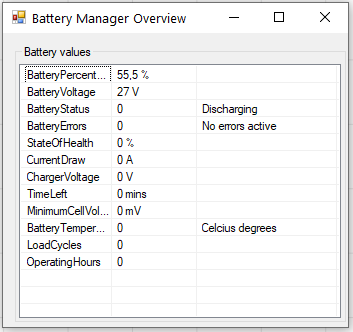 Battery Manager Overview
Battery values
BatteryPercent... 55,5 %
BatteryVoltage 27 V
BatteryStatus 0 Discharging
BatteryErrors 0 No errors active
StateOfHealth 0 %
CurrentDraw 0 A
ChargerVoltage 0 V
TimeLeft 0 mins
MinimumCellVol... 0 mV
BatteryTemper... 0 Celcius degrees
LoadCycles 0
OperatingHours 0